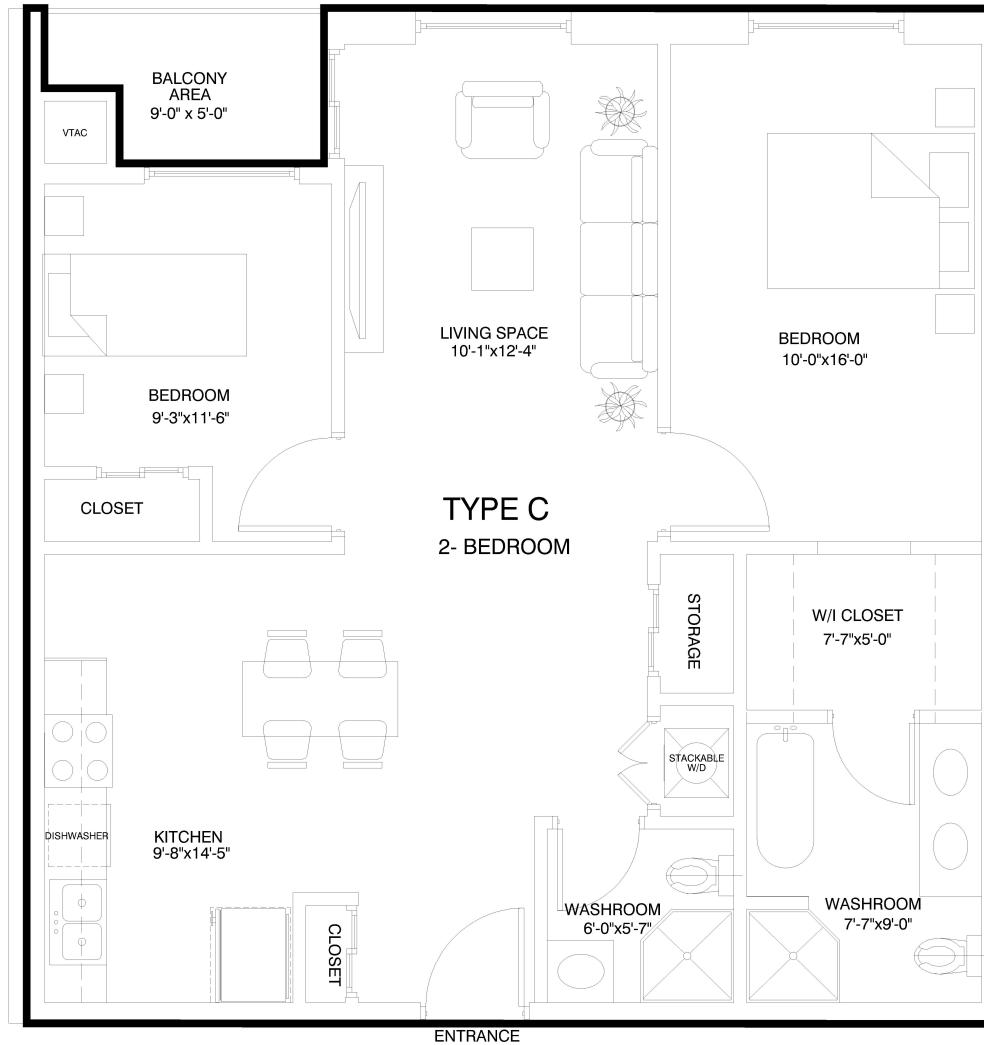 BALCONY
AREA
9'-0" x 5'-0"
VTAC
LIVING SPACE
10'-1"x12'-4"
BEDROOM
10'-0"x16'-0"
BEDROOM
9'-3"x11'-6"
CLOSET
TYPE C
2- BEDROOM
STORAGE
W/I CLOSET
7'-7"x5'-0"
STACKABLE
W/D
DISHWASHER
KITCHEN
9'-8"x14'-5"
CLOSET
WASHROOM
6'-0"x5'-7"
WASHROOM
7'-7"x9'-0"
ENTRANCE